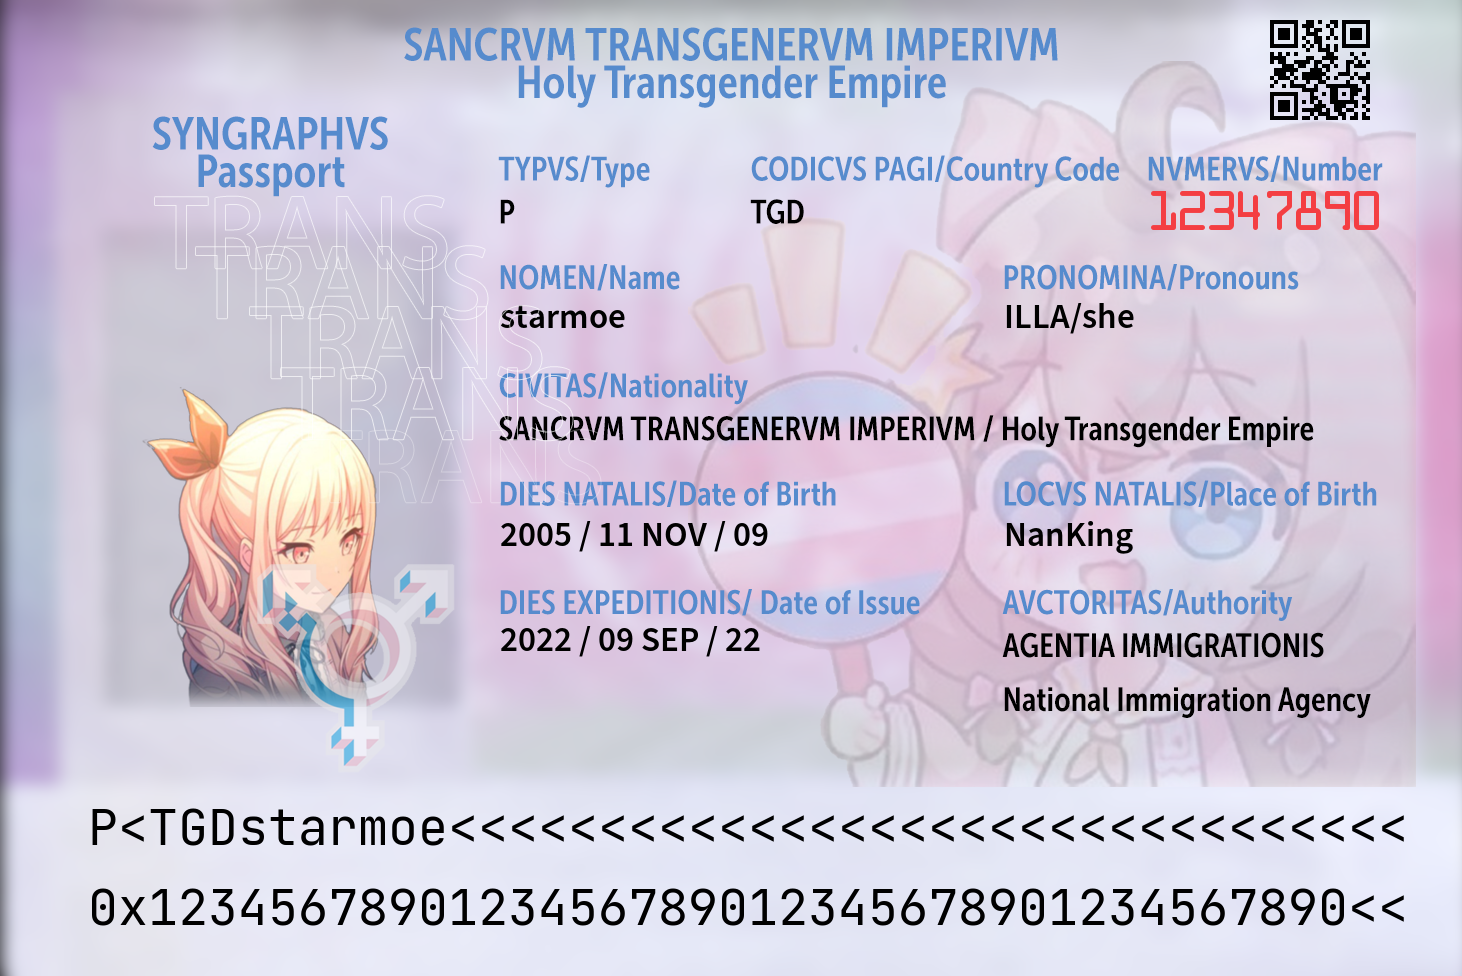 SANCRVM TRANSGENERVM IMPERIVM
Holy Transgender Empire
SYNGRAPHVS
Passport
TRANS
TRANS
TRANS
TRANS
TRANS
TYPVS/Type
P
CODICVS PAGI/Country Code
TGD
NVMERVS/Number
12347890
NOMEN/Name
starmoe
PRONOMINA/Pronouns
ILLA/she
CIVITAS/Nationality
SANCRVM TRANSGENERVM IMPERIVM / Holy Transgender Empire
DIES NATALIS/Date of Birth
2005 / 11 NOV / 09
LOCVS NATALIS/Place of Birth
NanKing
DIES EXPEDITIONIS/ Date of Issue
2022 / 09 SEP / 22
AVCTORITAS/Authority
AGENTIA IMMIGRATIONIS
National Immigration Agency
P<TGDstarmoe<<<<<<<<<<<<<<<<<<<<<<<<<<<<<<<<
0x1234567890123456789012345678901234567890<<